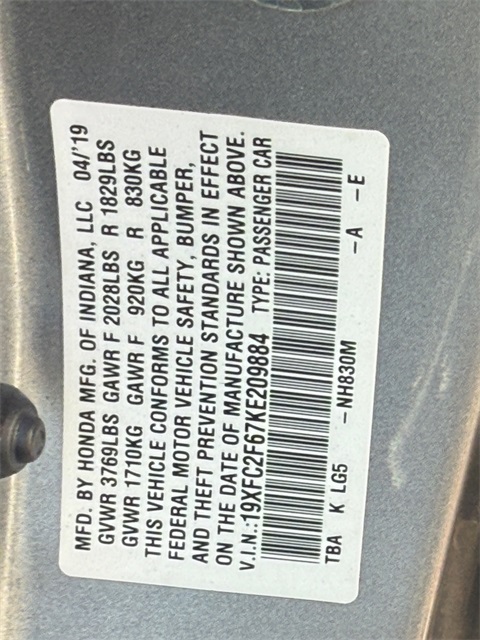 MFD. BY HONDA MFG. OF INDIANA, LLC 04/'19
GVWR 3769LBS GAWR F 2028LBS R 1829LBS
GVWR 1710KG GAWR F 920KG R 830KG
THIS VEHICLE CONFORMS TO ALL APPLICABLE
FEDERAL MOTOR VEHICLE SAFETY, BUMPER,
AND THEFT PREVENTION STANDARDS IN EFFECT
ON THE DATE OF MANUFACTURE SHOWN ABOVE.
V.I.N.:19XFC2F67KE209884 TYPE: PASSENGER CAR
TBA K LG5 -NH830M -A -E